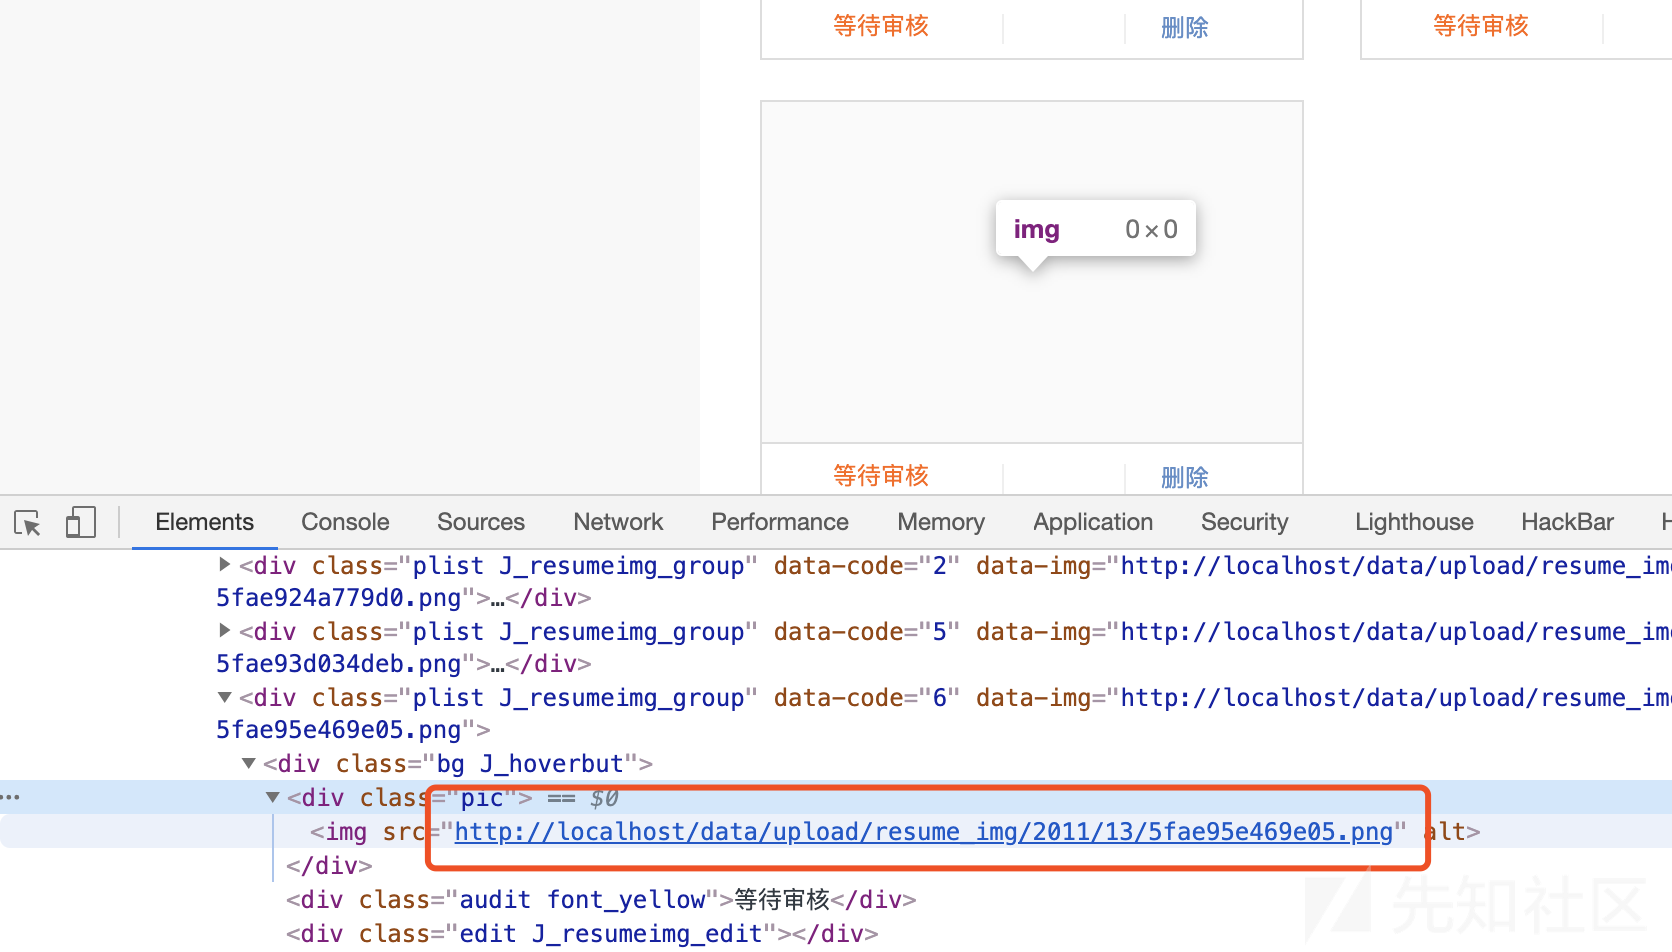 等待审核 删除 等待审核
img 0×0
等待审核 删除
Elements Console Sources Network Performance Memory Application Security Lighthouse HackBar H
▶<div class="plist J_resumeimg_group" data-code="2" data-img="http://localhost/data/upload/resume_im
5fae924a779d0.png">…</div>
▶<div class="plist J_resumeimg_group" data-code="5" data-img="http://localhost/data/upload/resume_im
5fae93d034deb.png">…</div>
▼<div class="plist J_resumeimg_group" data-code="6" data-img="http://localhost/data/upload/resume_im
5fae95e469e05.png">
▼<div class="bg J_hoverbut">
… ▼<div class="pic"> == $0
<img src="http://localhost/data/upload/resume_img/2011/13/5fae95e469e05.png" alt>
</div>
<div class="audit font_yellow">等待审核</div>
<div class="edit J_resumeimg_edit"></div>
先知社区